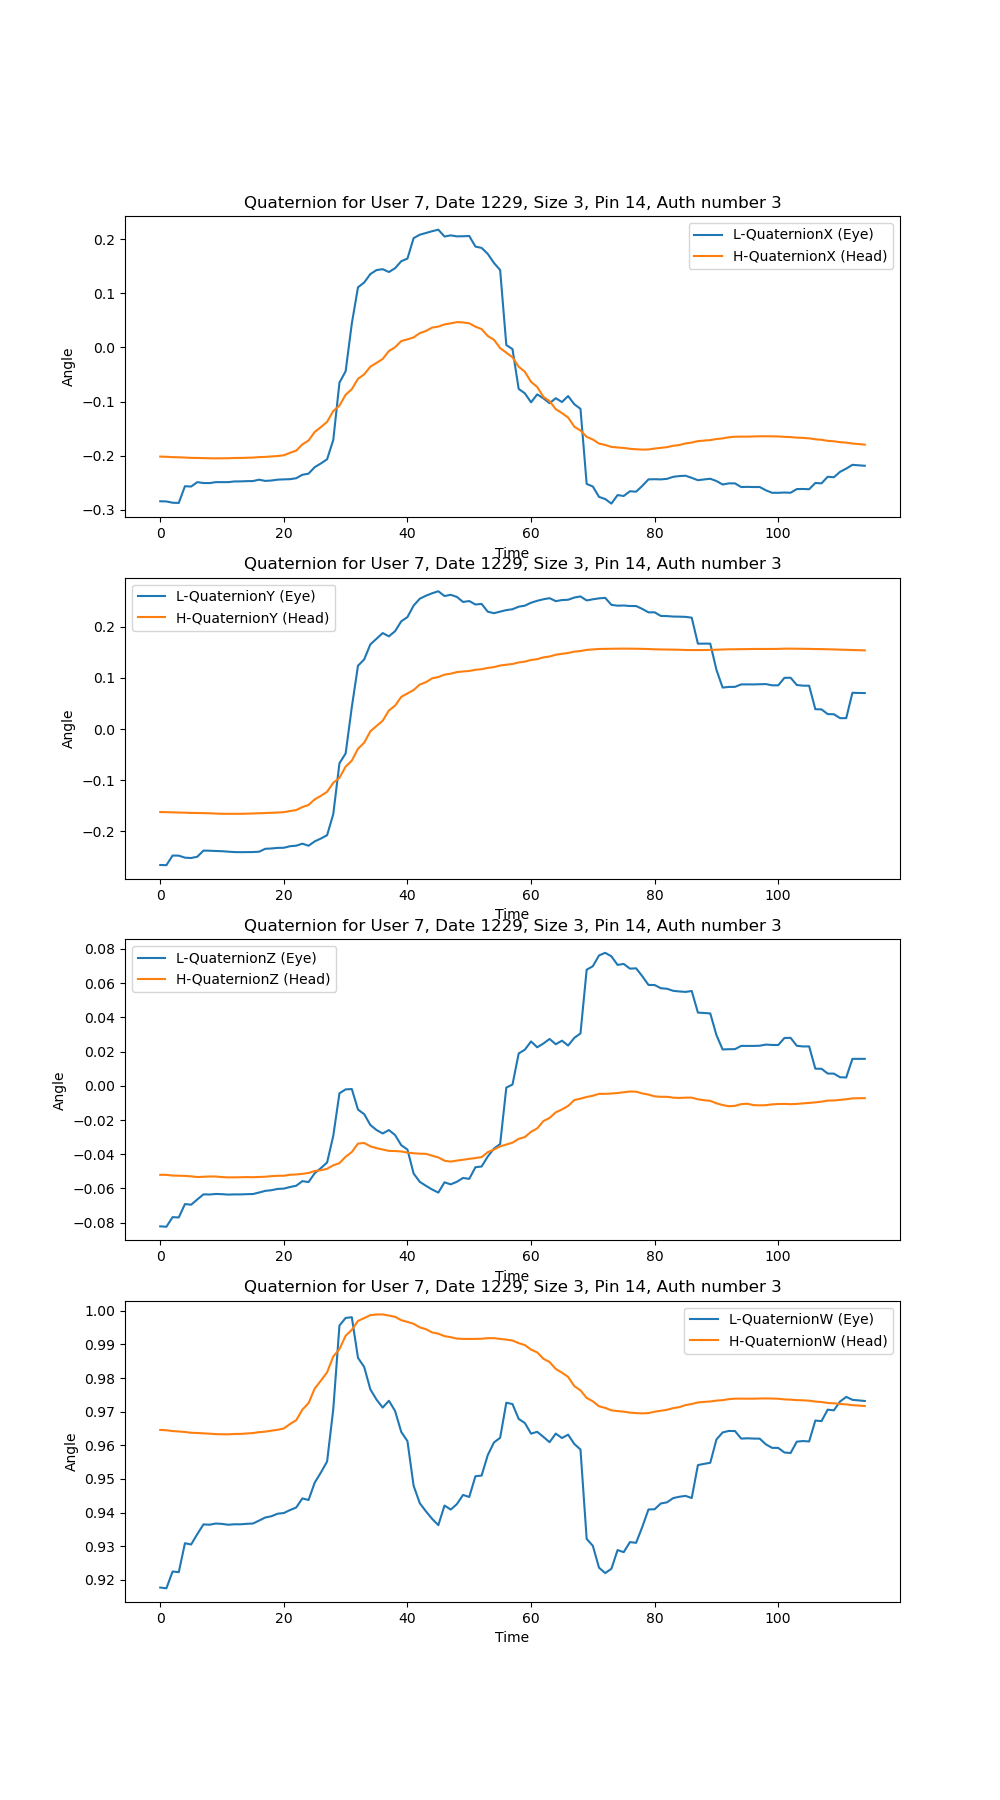 Quaternion for User 7, Date 1229, Size 3, Pin 14, Auth number 3
L-QuaternionX (Eye)
H-QuaternionX (Head)
Angle
0.2
0.1
0.0
−0.1
−0.2
−0.3
0 20 40 60 80 100
Time
Quaternion for User 7, Date 1229, Size 3, Pin 14, Auth number 3
L-QuaternionY (Eye)
H-QuaternionY (Head)
Angle
0.2
0.1
0.0
−0.1
−0.2
0 20 40 60 80 100
Time
Quaternion for User 7, Date 1229, Size 3, Pin 14, Auth number 3
L-QuaternionZ (Eye)
H-QuaternionZ (Head)
Angle
0.08
0.06
0.04
0.02
0.00
−0.02
−0.04
−0.06
−0.08
0 20 40 60 80 100
Time
Quaternion for User 7, Date 1229, Size 3, Pin 14, Auth number 3
L-QuaternionW (Eye)
H-QuaternionW (Head)
Angle
1.00
0.99
0.98
0.97
0.96
0.95
0.94
0.93
0.92
0 20 40 60 80 100
Time